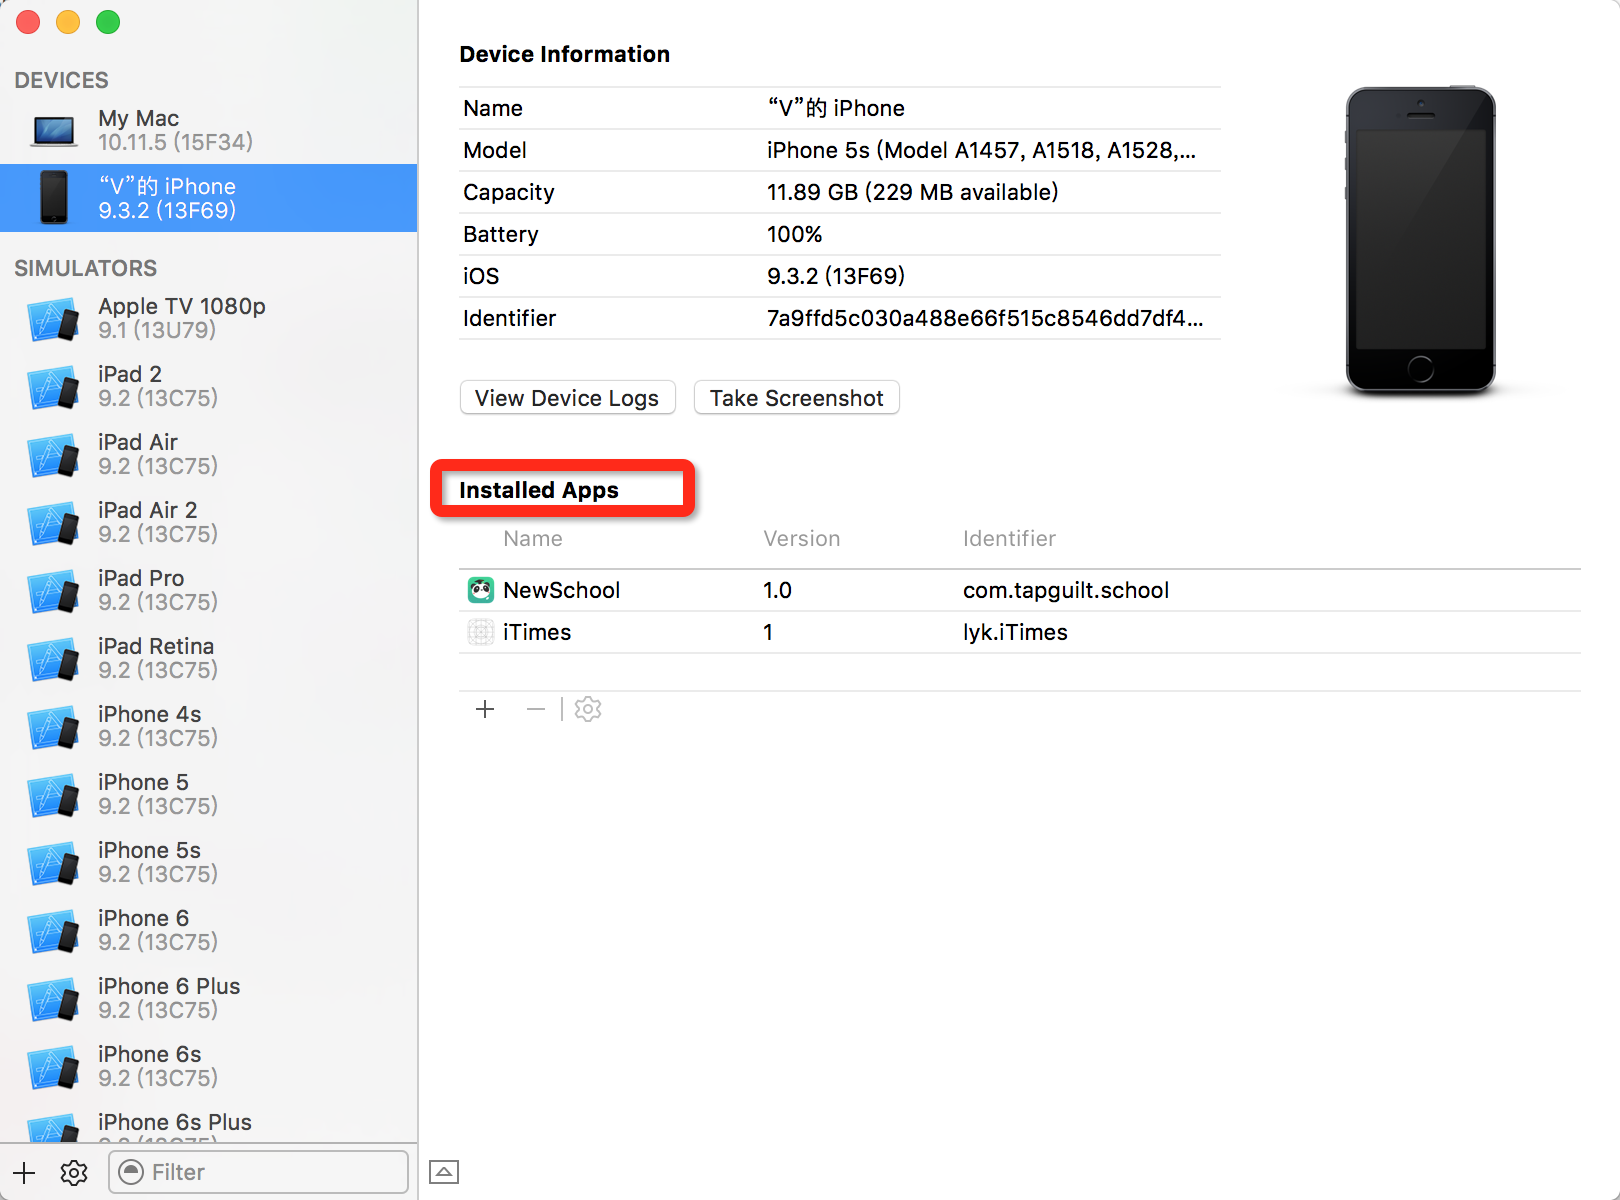 DEVICES
My Mac
10.11.5 (15F34)
“V”的 iPhone
9.3.2 (13F69)
SIMULATORS
Apple TV 1080p
9.1 (13U79)
iPad 2
9.2 (13C75)
iPad Air
9.2 (13C75)
iPad Air 2
9.2 (13C75)
iPad Pro
9.2 (13C75)
iPad Retina
9.2 (13C75)
iPhone 4s
9.2 (13C75)
iPhone 5
9.2 (13C75)
iPhone 5s
9.2 (13C75)
iPhone 6
9.2 (13C75)
iPhone 6 Plus
9.2 (13C75)
iPhone 6s
9.2 (13C75)
iPhone 6s Plus
Filter
Device Information
Name “V”的 iPhone
Model iPhone 5s (Model A1457, A1518, A1528,...
Capacity 11.89 GB (229 MB available)
Battery 100%
iOS 9.3.2 (13F69)
Identifier 7a9ffd5c030a488e66f515c8546dd7df4...
View Device Logs Take Screenshot
Installed Apps
Name Version Identifier
NewSchool 1.0 com.tapguilt.school
iTimes 1 lyk.iTimes